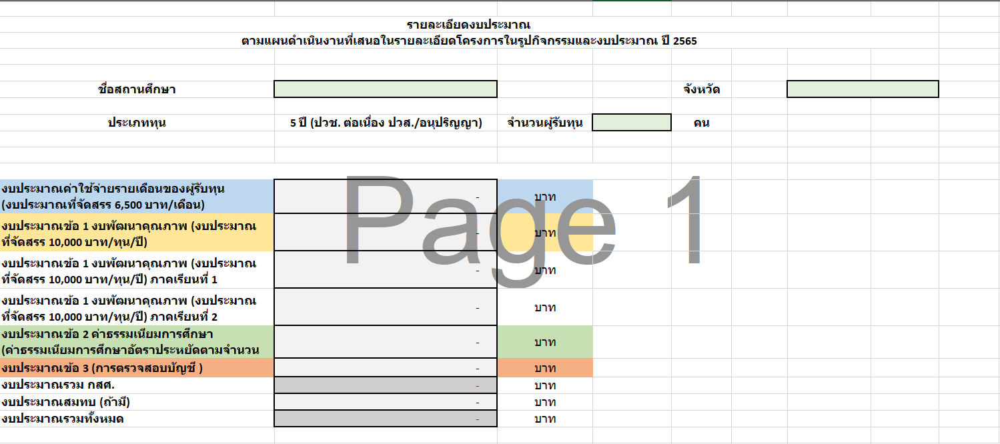 รายละเอียดงบประมาณ
ตามแผนดำเนินงานที่เสนอในรายละเอียดโครงการในรูปกิจกรรมและงบประมาณ ปี 2565
ชื่อสถานศึกษา จังหวัด
ประเภททุน 5 ปี (ปวช. ต่อเนื่อง ปวส./อนุปริญญา) จำนวนผู้รับทุน คน
Page 1
งบประมาณค่าใช้จ่ายรายเดือนของผู้รับทุน
(งบประมาณที่จัดสรร 6,500 บาท/เดือน) - บาท
งบประมาณข้อ 1 งบพัฒนาคุณภาพ (งบประมาณ
ที่จัดสรร 10,000 บาท/ทุน/ปี) - บาท
งบประมาณข้อ 1 งบพัฒนาคุณภาพ (งบประมาณ
ที่จัดสรร 10,000 บาท/ทุน/ปี) ภาคเรียนที่ 1 - บาท
งบประมาณข้อ 1 งบพัฒนาคุณภาพ (งบประมาณ
ที่จัดสรร 10,000 บาท/ทุน/ปี) ภาคเรียนที่ 2 - บาท
งบประมาณข้อ 2 ค่าธรรมเนียมการศึกษา
(ค่าธรรมเนียมการศึกษาอัตราประหยัดตามจำนวน - บาท
งบประมาณข้อ 3 (การตรวจสอบบัญชี ) - บาท
งบประมาณรวม กสศ. - บาท
งบประมาณสมทบ (ถ้ามี) - บาท
งบประมาณรวมทั้งหมด - บาท